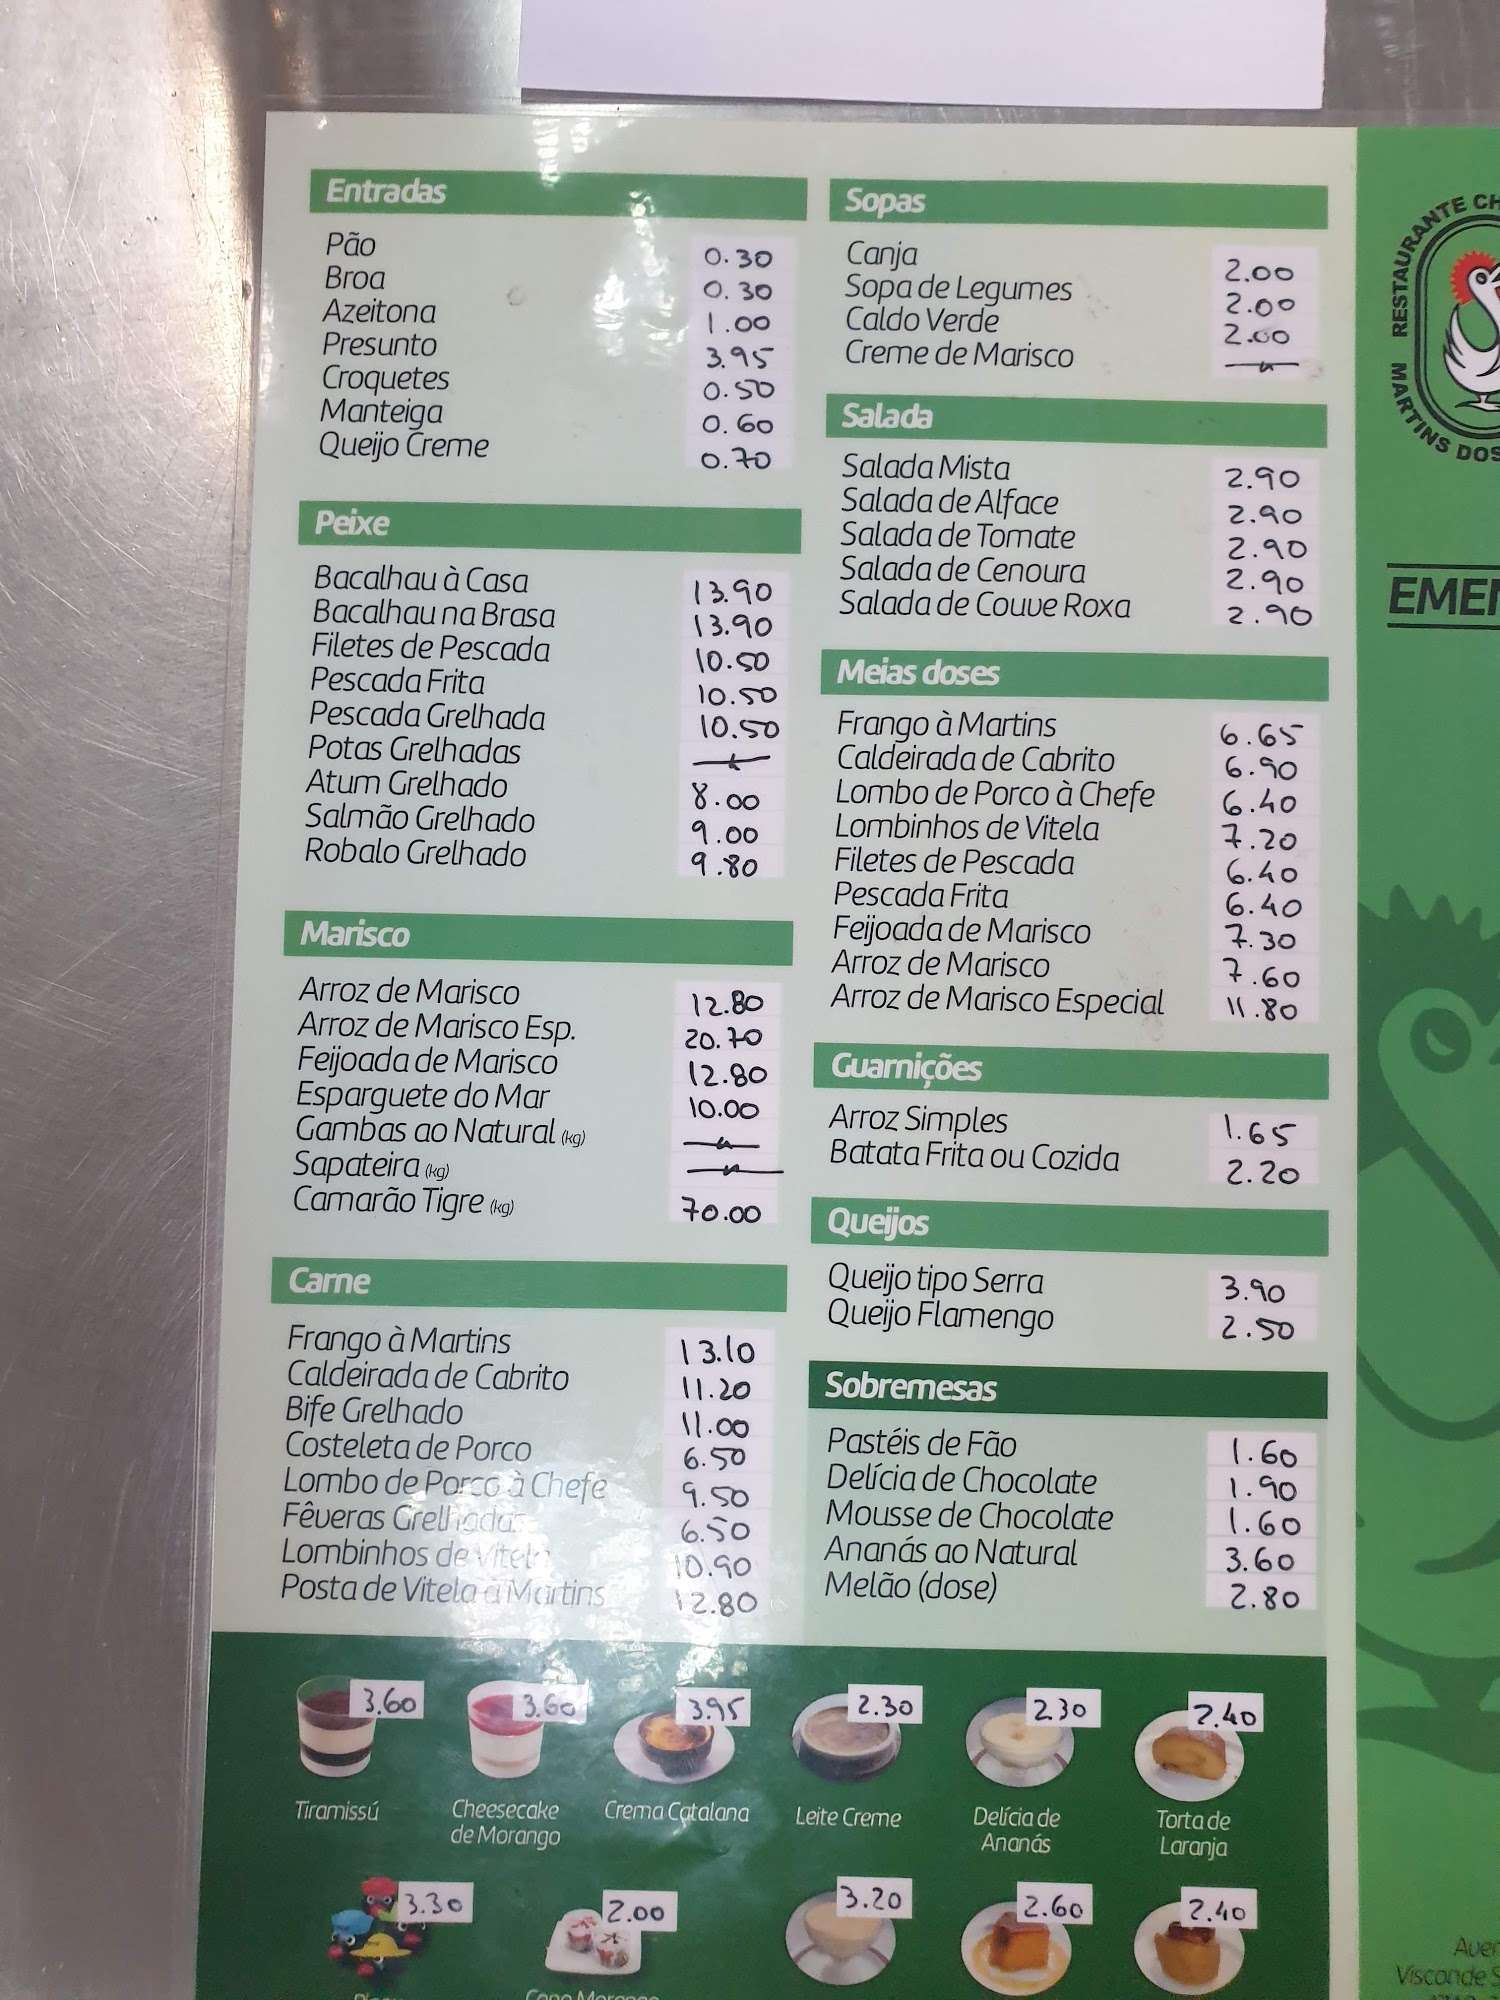 Entradas
Pão 0.30
Broa 0.30
Azeitona 1.00
Presunto 3.95
Croquetes 0.50
Manteiga 0.60
Queijo Creme 0.70
Peixe
Bacalhau à Casa 13.90
Bacalhau na Brasa 13.90
Filetes de Pescada 10.50
Pescada Frita 10.50
Pescada Grelhada 10.50
Potas Grelhadas
Atum Grelhado 8.00
Salmão Grelhado 9.00
Robalo Grelhado 9.80
Marisco
Arroz de Marisco 12.80
Arroz de Marisco Esp. 20.70
Feijoada de Marisco 12.80
Esparguete do Mar 10.00
Gambas ao Natural (kg)
Sapateira (kg)
Camarão Tigre (kg) 70.00
Carne
Frango à Martins 13.10
Caldeirada de Cabrito 11.20
Bife Grelhado 11.00
Costeleta de Porco 6.50
Lombo de Porco à Chefe 9.50
Fêveras Grelhadas 6.50
Lombinhos de Vitela 10.90
Posta de Vitela à Martins 12.80
Sopas
Canja 2.00
Sopa de Legumes 2.00
Caldo Verde 2.00
Creme de Marisco
Salada
Salada Mista 2.90
Salada de Alface 2.90
Salada de Tomate 2.90
Salada de Cenoura 2.90
Salada de Couve Roxa 2.90
Meias doses
Frango à Martins 6.65
Caldeirada de Cabrito 6.90
Lombo de Porco à Chefe 6.40
Lombinhos de Vitela 7.20
Filetes de Pescada 6.40
Pescada Frita 6.40
Feijoada de Marisco 7.30
Arroz de Marisco 7.60
Arroz de Marisco Especial 11.80
Guarnições
Arroz Simples 1.65
Batata Frita ou Cozida 2.20
Queijos
Queijo tipo Serra 3.90
Queijo Flamengo 2.50
Sobremesas
Pastéis de Fão 1.60
Delícia de Chocolate 1.90
Mousse de Chocolate 1.60
Ananás ao Natural 3.60
Melão (dose) 2.80
3.60 3.60 3.95 2.30 2.30 2.40
Tiramissú Cheesecake Crema Catalana Leite Creme Delícia de Torta de
de Morango Ananás Laranja
3.30 2.00 3.20 2.60 2.40
RESTAURANTE CH
MARTINS DOS
EMEN
Aven
Visconde S